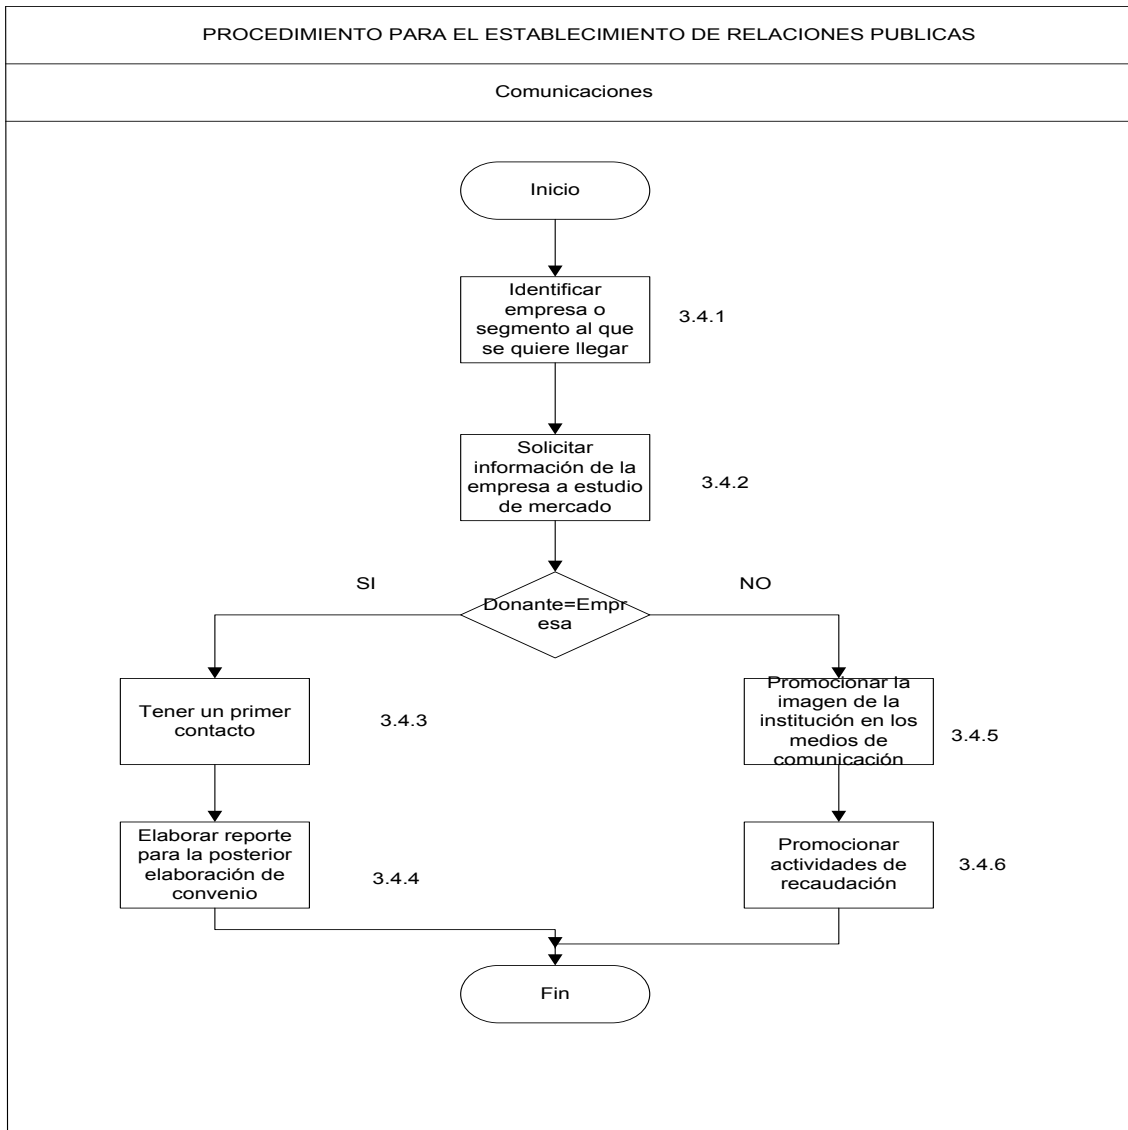 PROCEDIMIENTO PARA EL ESTABLECIMIENTO DE RELACIONES PUBLICAS
Comunicaciones
Inicio
Identificar
empresa o
segmento al que
se quiere llegar
3.4.1
Solicitar
información de la
empresa a estudio
de mercado
3.4.2
SI
NO
Donante=Empr
esa
Tener un primer
contacto
3.4.3
Promocionar la
imagen de la
institución en los
medios de
comunicación
3.4.5
Elaborar reporte
para la posterior
elaboración de
convenio
3.4.4
Promocionar
actividades de
recaudación
3.4.6
Fin